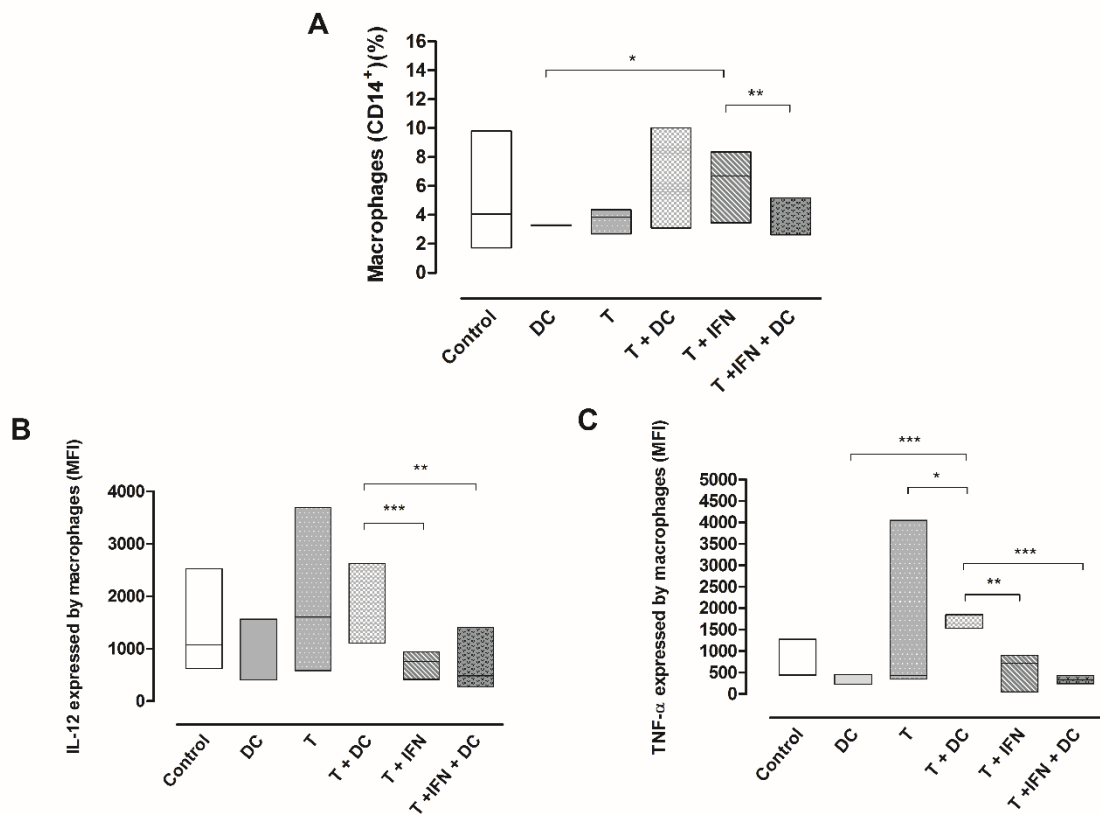 A
Macrophages (CD14+)(%)
16
14
12
10
8
6
4
2
0
*
**
Control
DC
T
T + DC
T + IFN
T +IFN + DC
B
IL-12 expressed by macrophages (MFI)
4000
3000
2000
1000
0
**
***
Control
DC
T
T + DC
T + IFN
T +IFN + DC
C
TNF-α expressed by macrophages (MFI)
5000
4500
4000
3500
3000
2500
2000
1500
1000
500
0
***
*
***
**
Control
DC
T
T + DC
T + IFN
T +IFN + DC